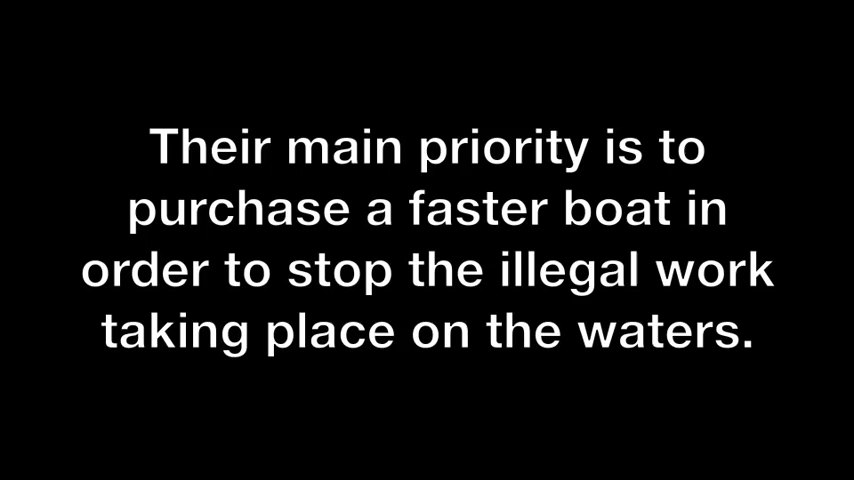 Their main priority is to
purchase a faster boat in
order to stop the illegal work
taking place on the waters.